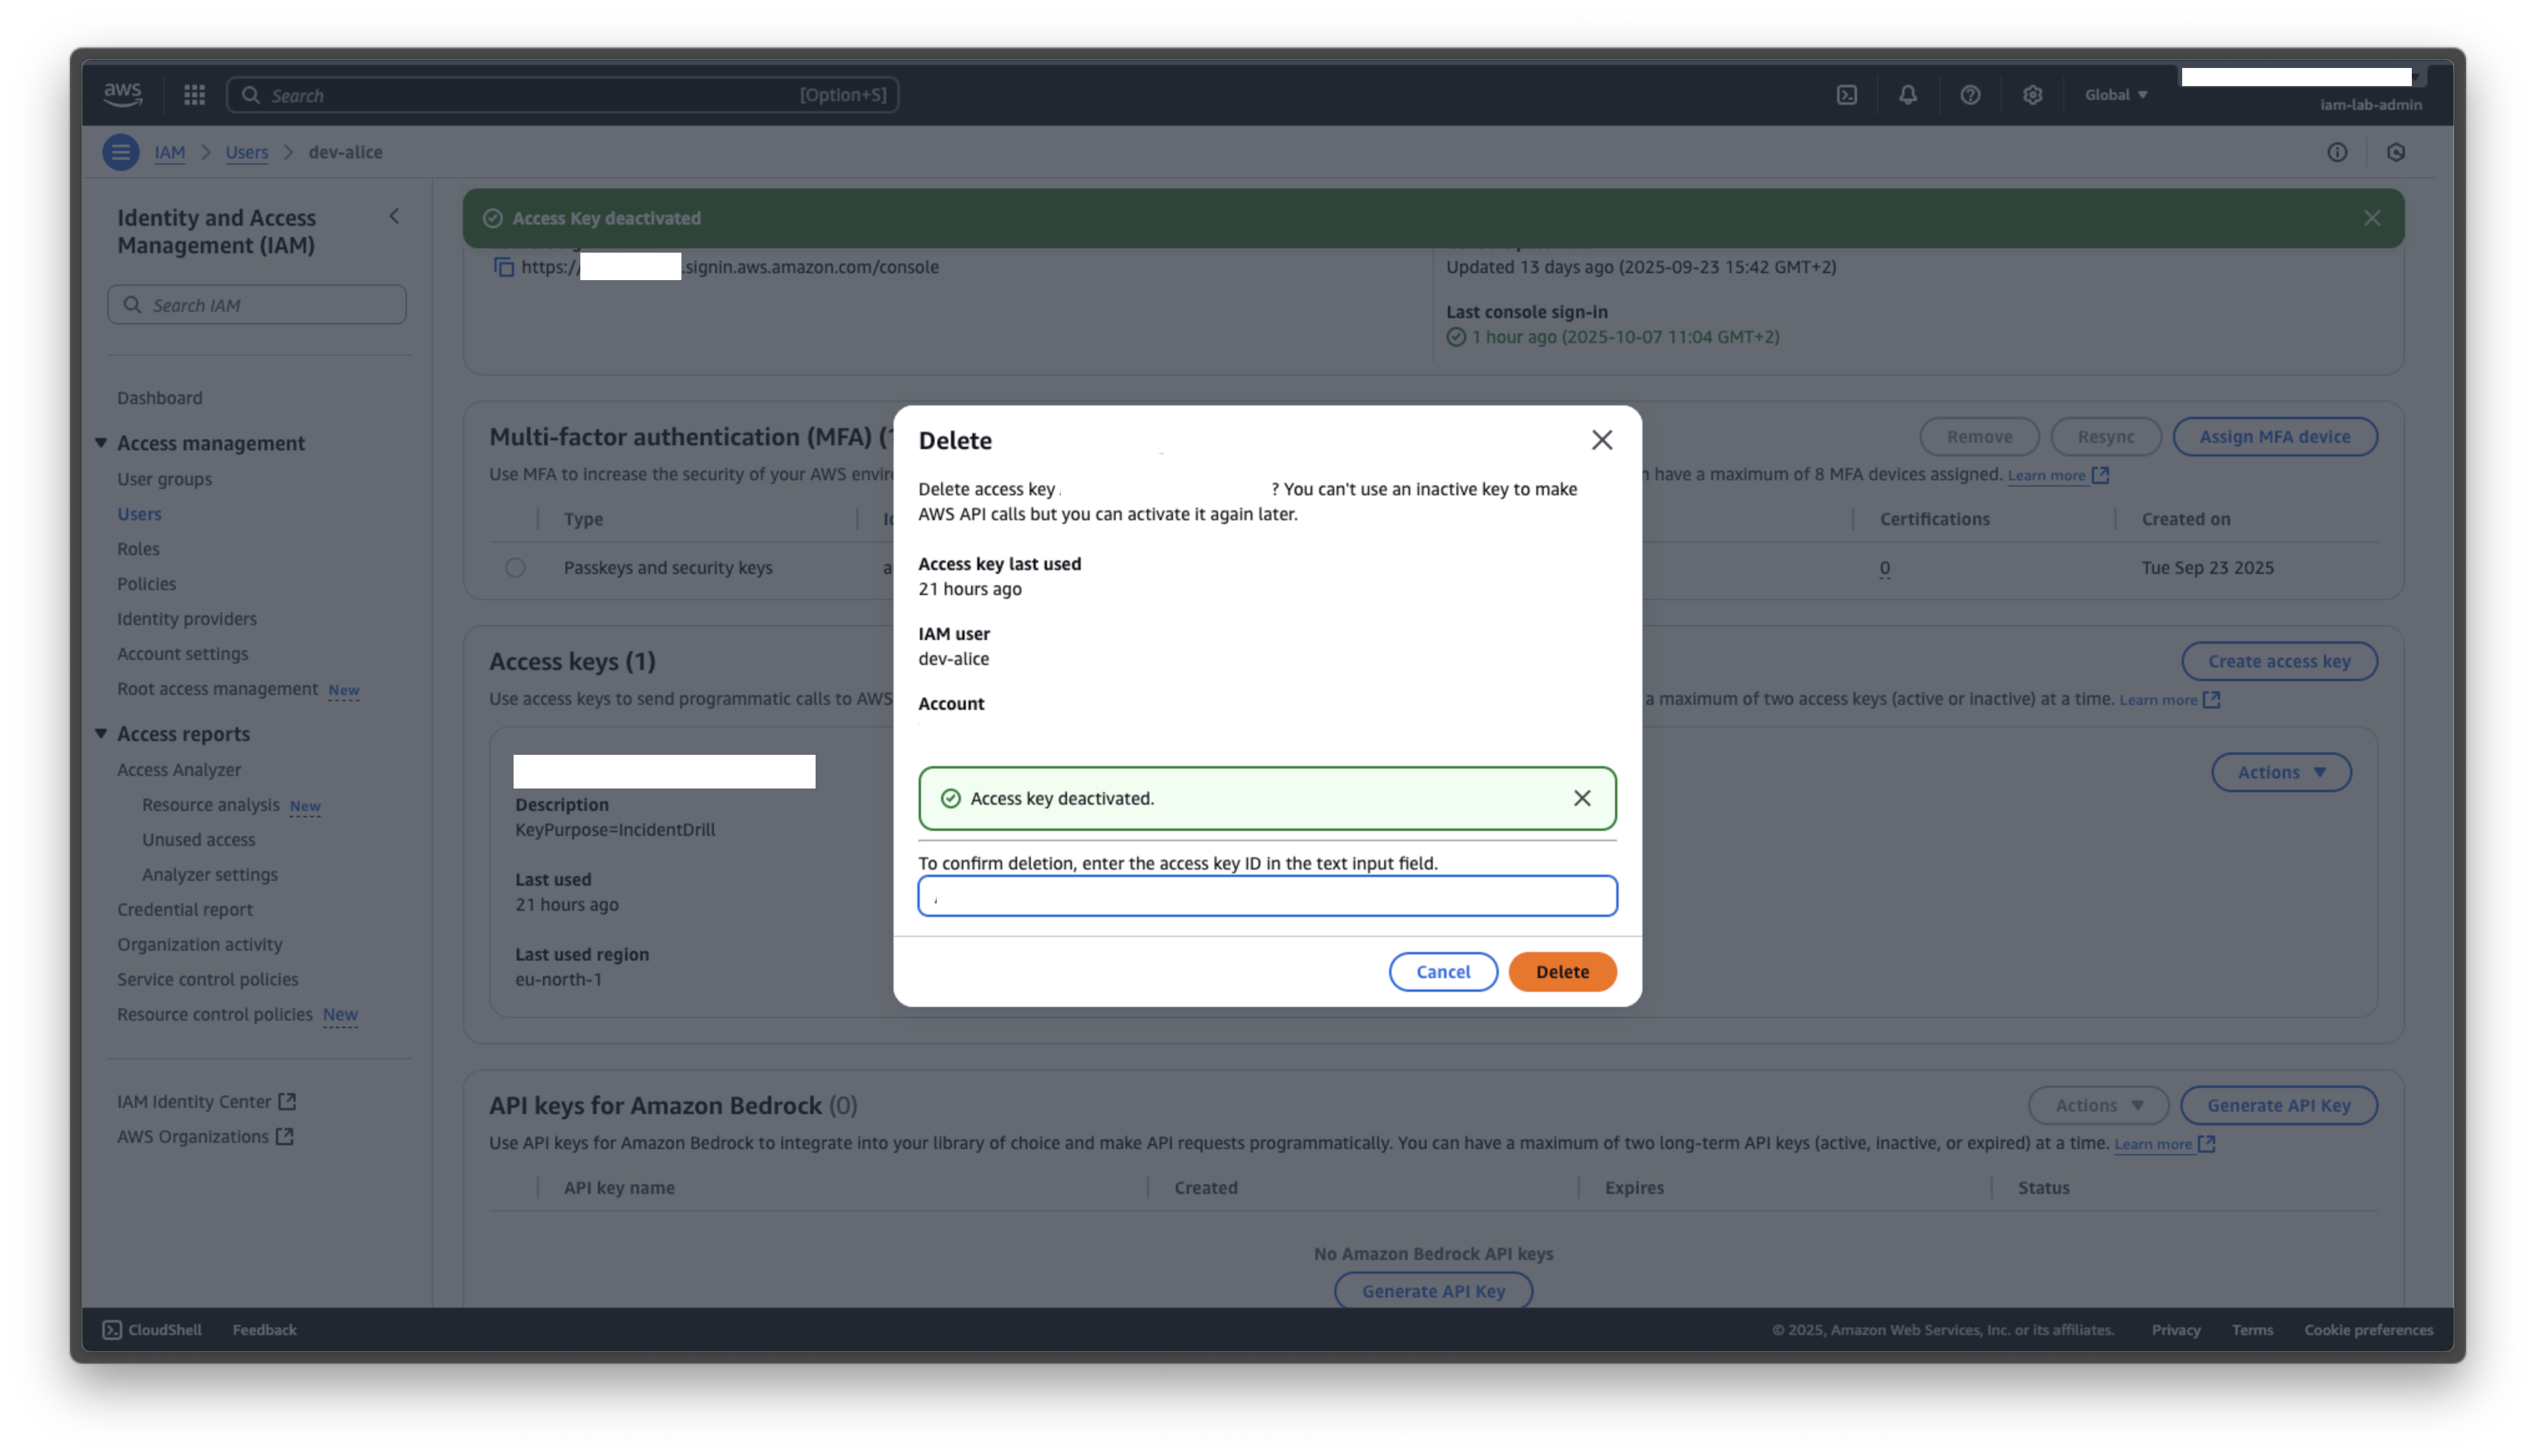 aws
Search
[Option+S]
Global
iam-lab-admin
IAM
Users
dev-alice
Identity and Access
Management (IAM)
Search IAM
Dashboard
Access management
User groups
Users
Roles
Policies
Identity providers
Account settings
Root access management New
Access reports
Access Analyzer
Resource analysis New
Unused access
Analyzer settings
Credential report
Organization activity
Service control policies
Resource control policies New
IAM Identity Center
AWS Organizations
Access Key deactivated
https:// .signin.aws.amazon.com/console
Updated 13 days ago (2025-09-23 15:42 GMT+2)
Last console sign-in
1 hour ago (2025-10-07 11:04 GMT+2)
Multi-factor authentication (MFA)
Remove
Resync
Assign MFA device
Use MFA to increase the security of your AWS have a maximum of 8 MFA devices assigned. Learn more
Type
Certifications
Created on
Passkeys and security keys
0
Tue Sep 23 2025
Access keys (1)
Create access key
Use access keys to send programmatic calls to AWS a maximum of two access keys (active or inactive) at a time. Learn more
Actions
Description
KeyPurpose=IncidentDrill
Last used
21 hours ago
Last used region
eu-north-1
Delete
Delete access key ? You can't use an inactive key to make
AWS API calls but you can activate it again later.
Access key last used
21 hours ago
IAM user
dev-alice
Account
Access key deactivated.
To confirm deletion, enter the access key ID in the text input field.
Cancel
Delete
API keys for Amazon Bedrock (0)
Actions
Generate API Key
Use API keys for Amazon Bedrock to integrate into your library of choice and make API requests programmatically. You can have a maximum of two long-term API keys (active, inactive, or expired) at a time. Learn more
API key name
Created
Expires
Status
No Amazon Bedrock API keys
Generate API Key
CloudShell
Feedback
© 2025, Amazon Web Services, Inc. or its affiliates.
Privacy
Terms
Cookie preferences